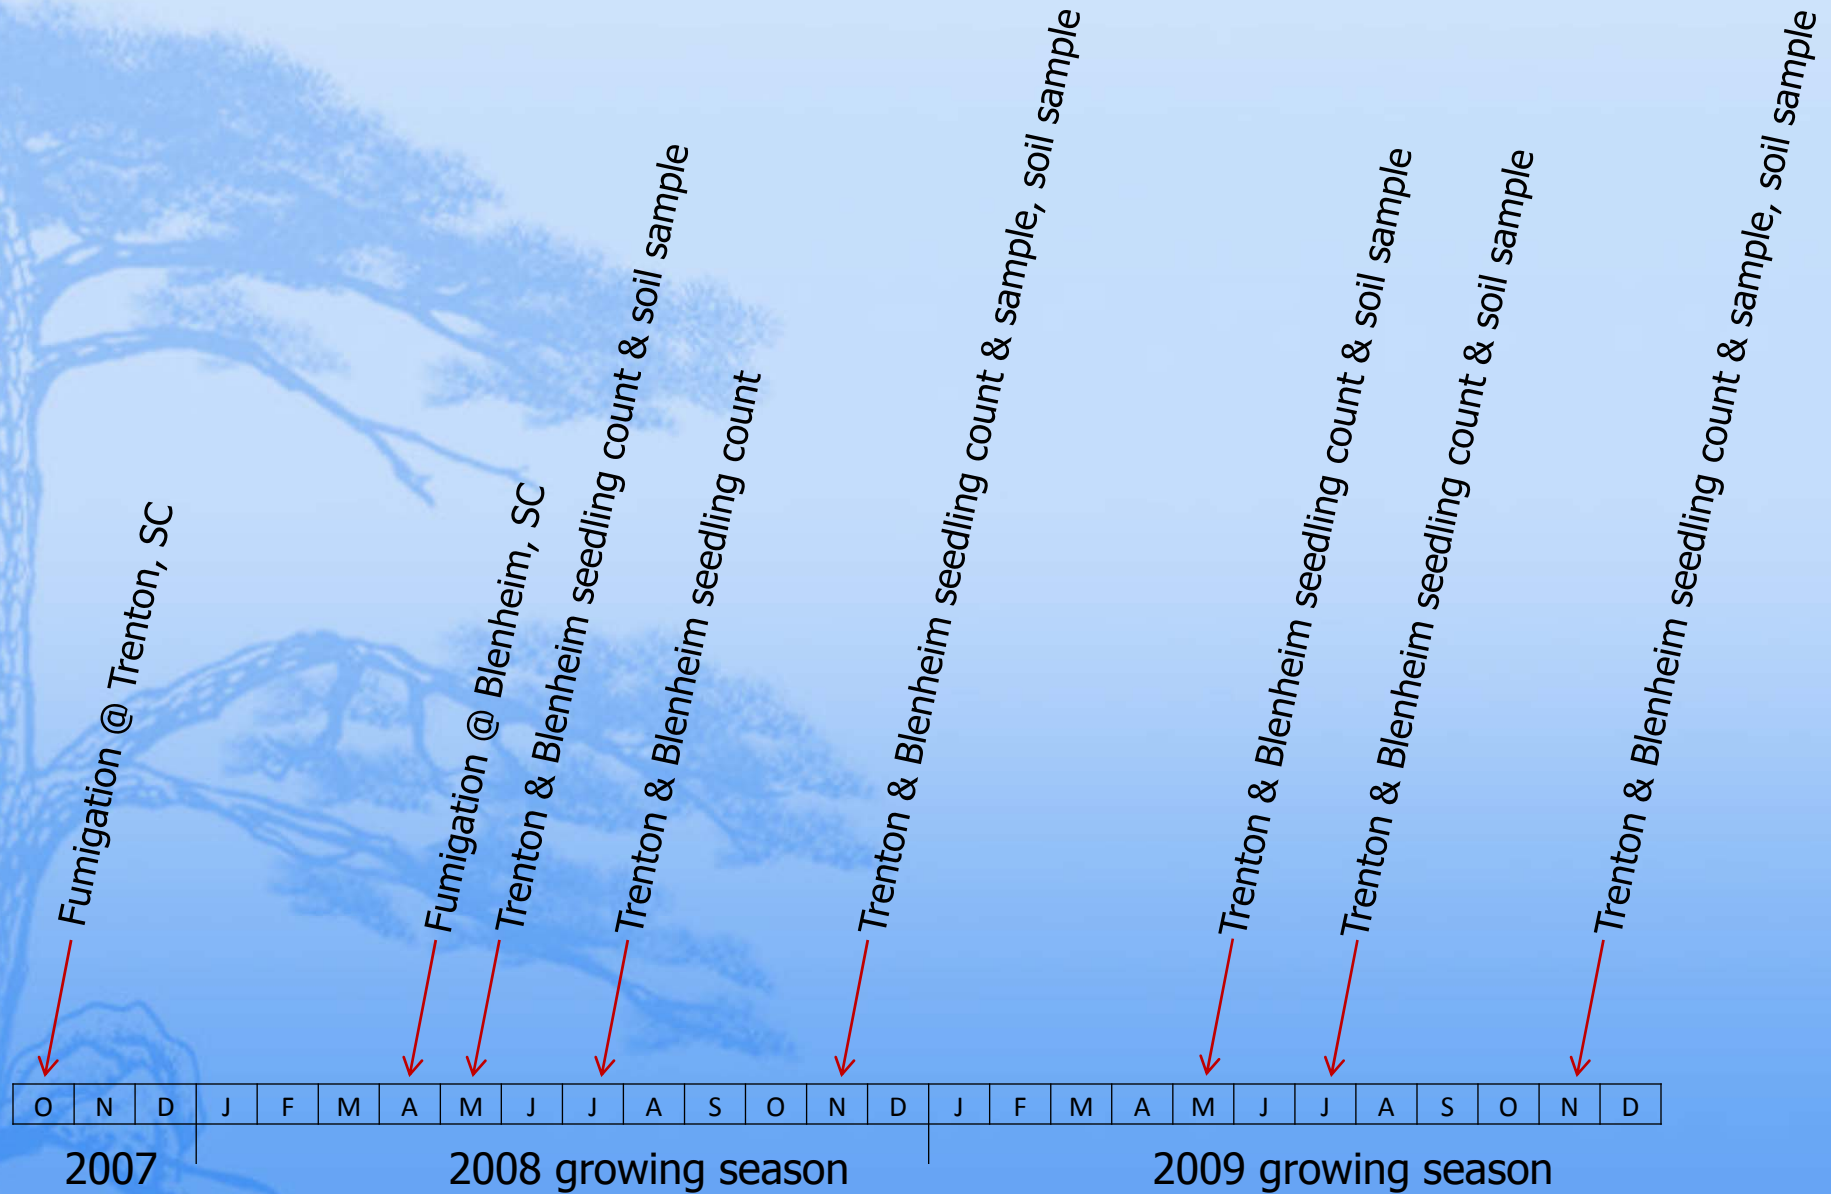 Fumigation @ Trenton, SC
Fumigation @ Blenheim, SC
Trenton & Blenheim seedling count & soil sample
Trenton & Blenheim seedling count
Trenton & Blenheim seedling count & sample, soil sample
Trenton & Blenheim seedling count & soil sample
Trenton & Blenheim seedling count & soil sample
Trenton & Blenheim seedling count & sample, soil sample
O N D J F M A M J J A S O N D J F M A M J J A S O N D
2007 2008 growing season 2009 growing season